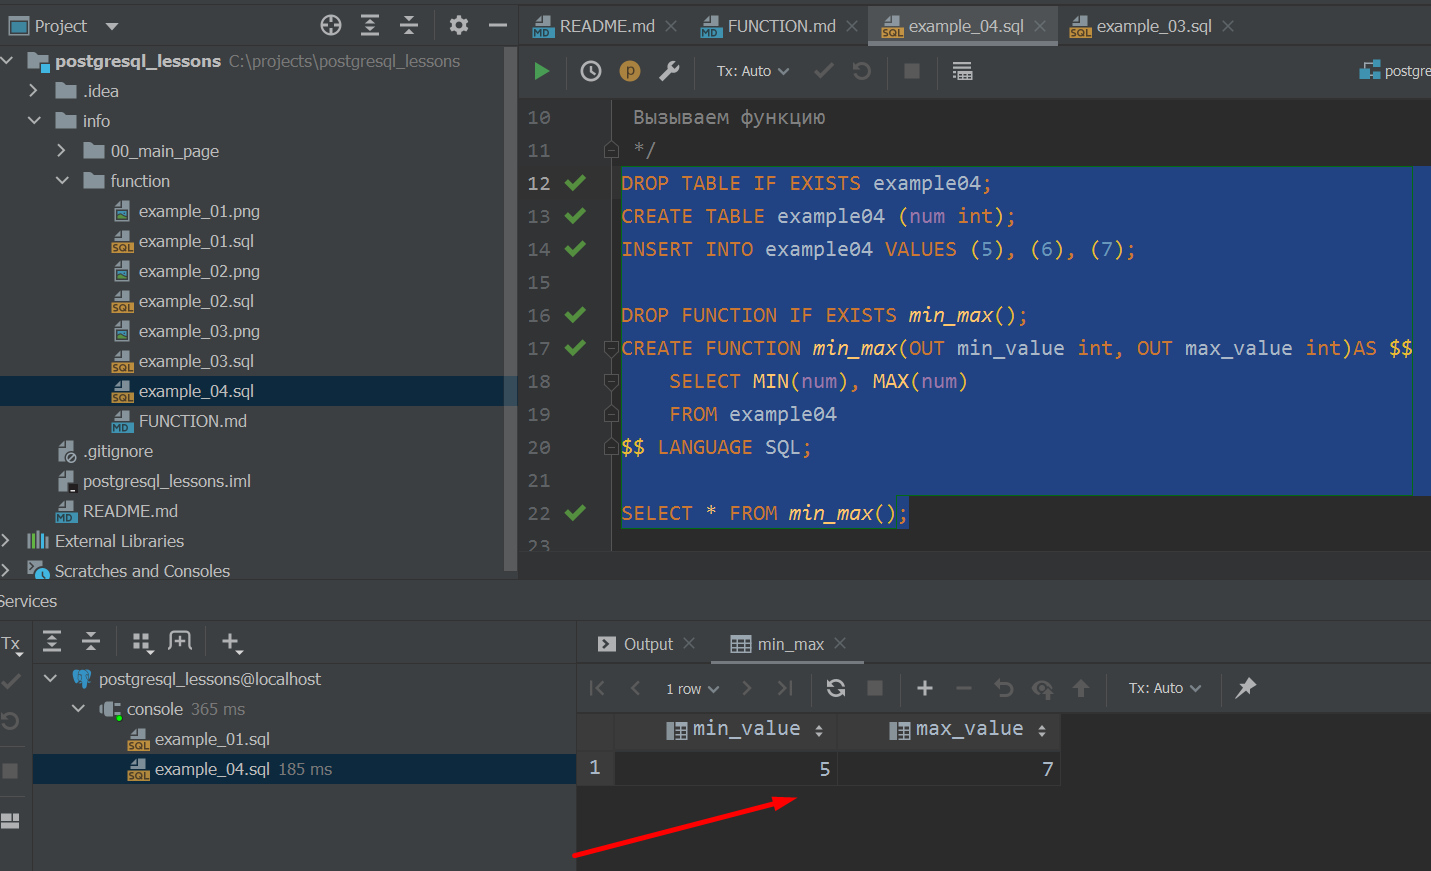 Project
postgresql_lessons C:\projects\postgresql_lessons
.idea
info
00_main_page
function
example_01.png
example_01.sql
example_02.png
example_02.sql
example_03.png
example_03.sql
example_04.sql
FUNCTION.md
.gitignore
postgresql_lessons.iml
README.md
External Libraries
Scratches and Consoles
README.md FUNCTION.md example_04.sql example_03.sql
Tx: Auto postgre
10 Вызываем функцию
11 */
12 DROP TABLE IF EXISTS example04;
13 CREATE TABLE example04 (num int);
14 INSERT INTO example04 VALUES (5), (6), (7);
15
16 DROP FUNCTION IF EXISTS min_max();
17 CREATE FUNCTION min_max(OUT min_value int, OUT max_value int)AS $$
18 SELECT MIN(num), MAX(num)
19 FROM example04
20 $$ LANGUAGE SQL;
21
22 SELECT * FROM min_max();
23
Services
Tx
postgresql_lessons@localhost
console 365 ms
example_01.sql
example_04.sql 185 ms
Output min_max
1 row Tx: Auto
min_value max_value
1 5 7